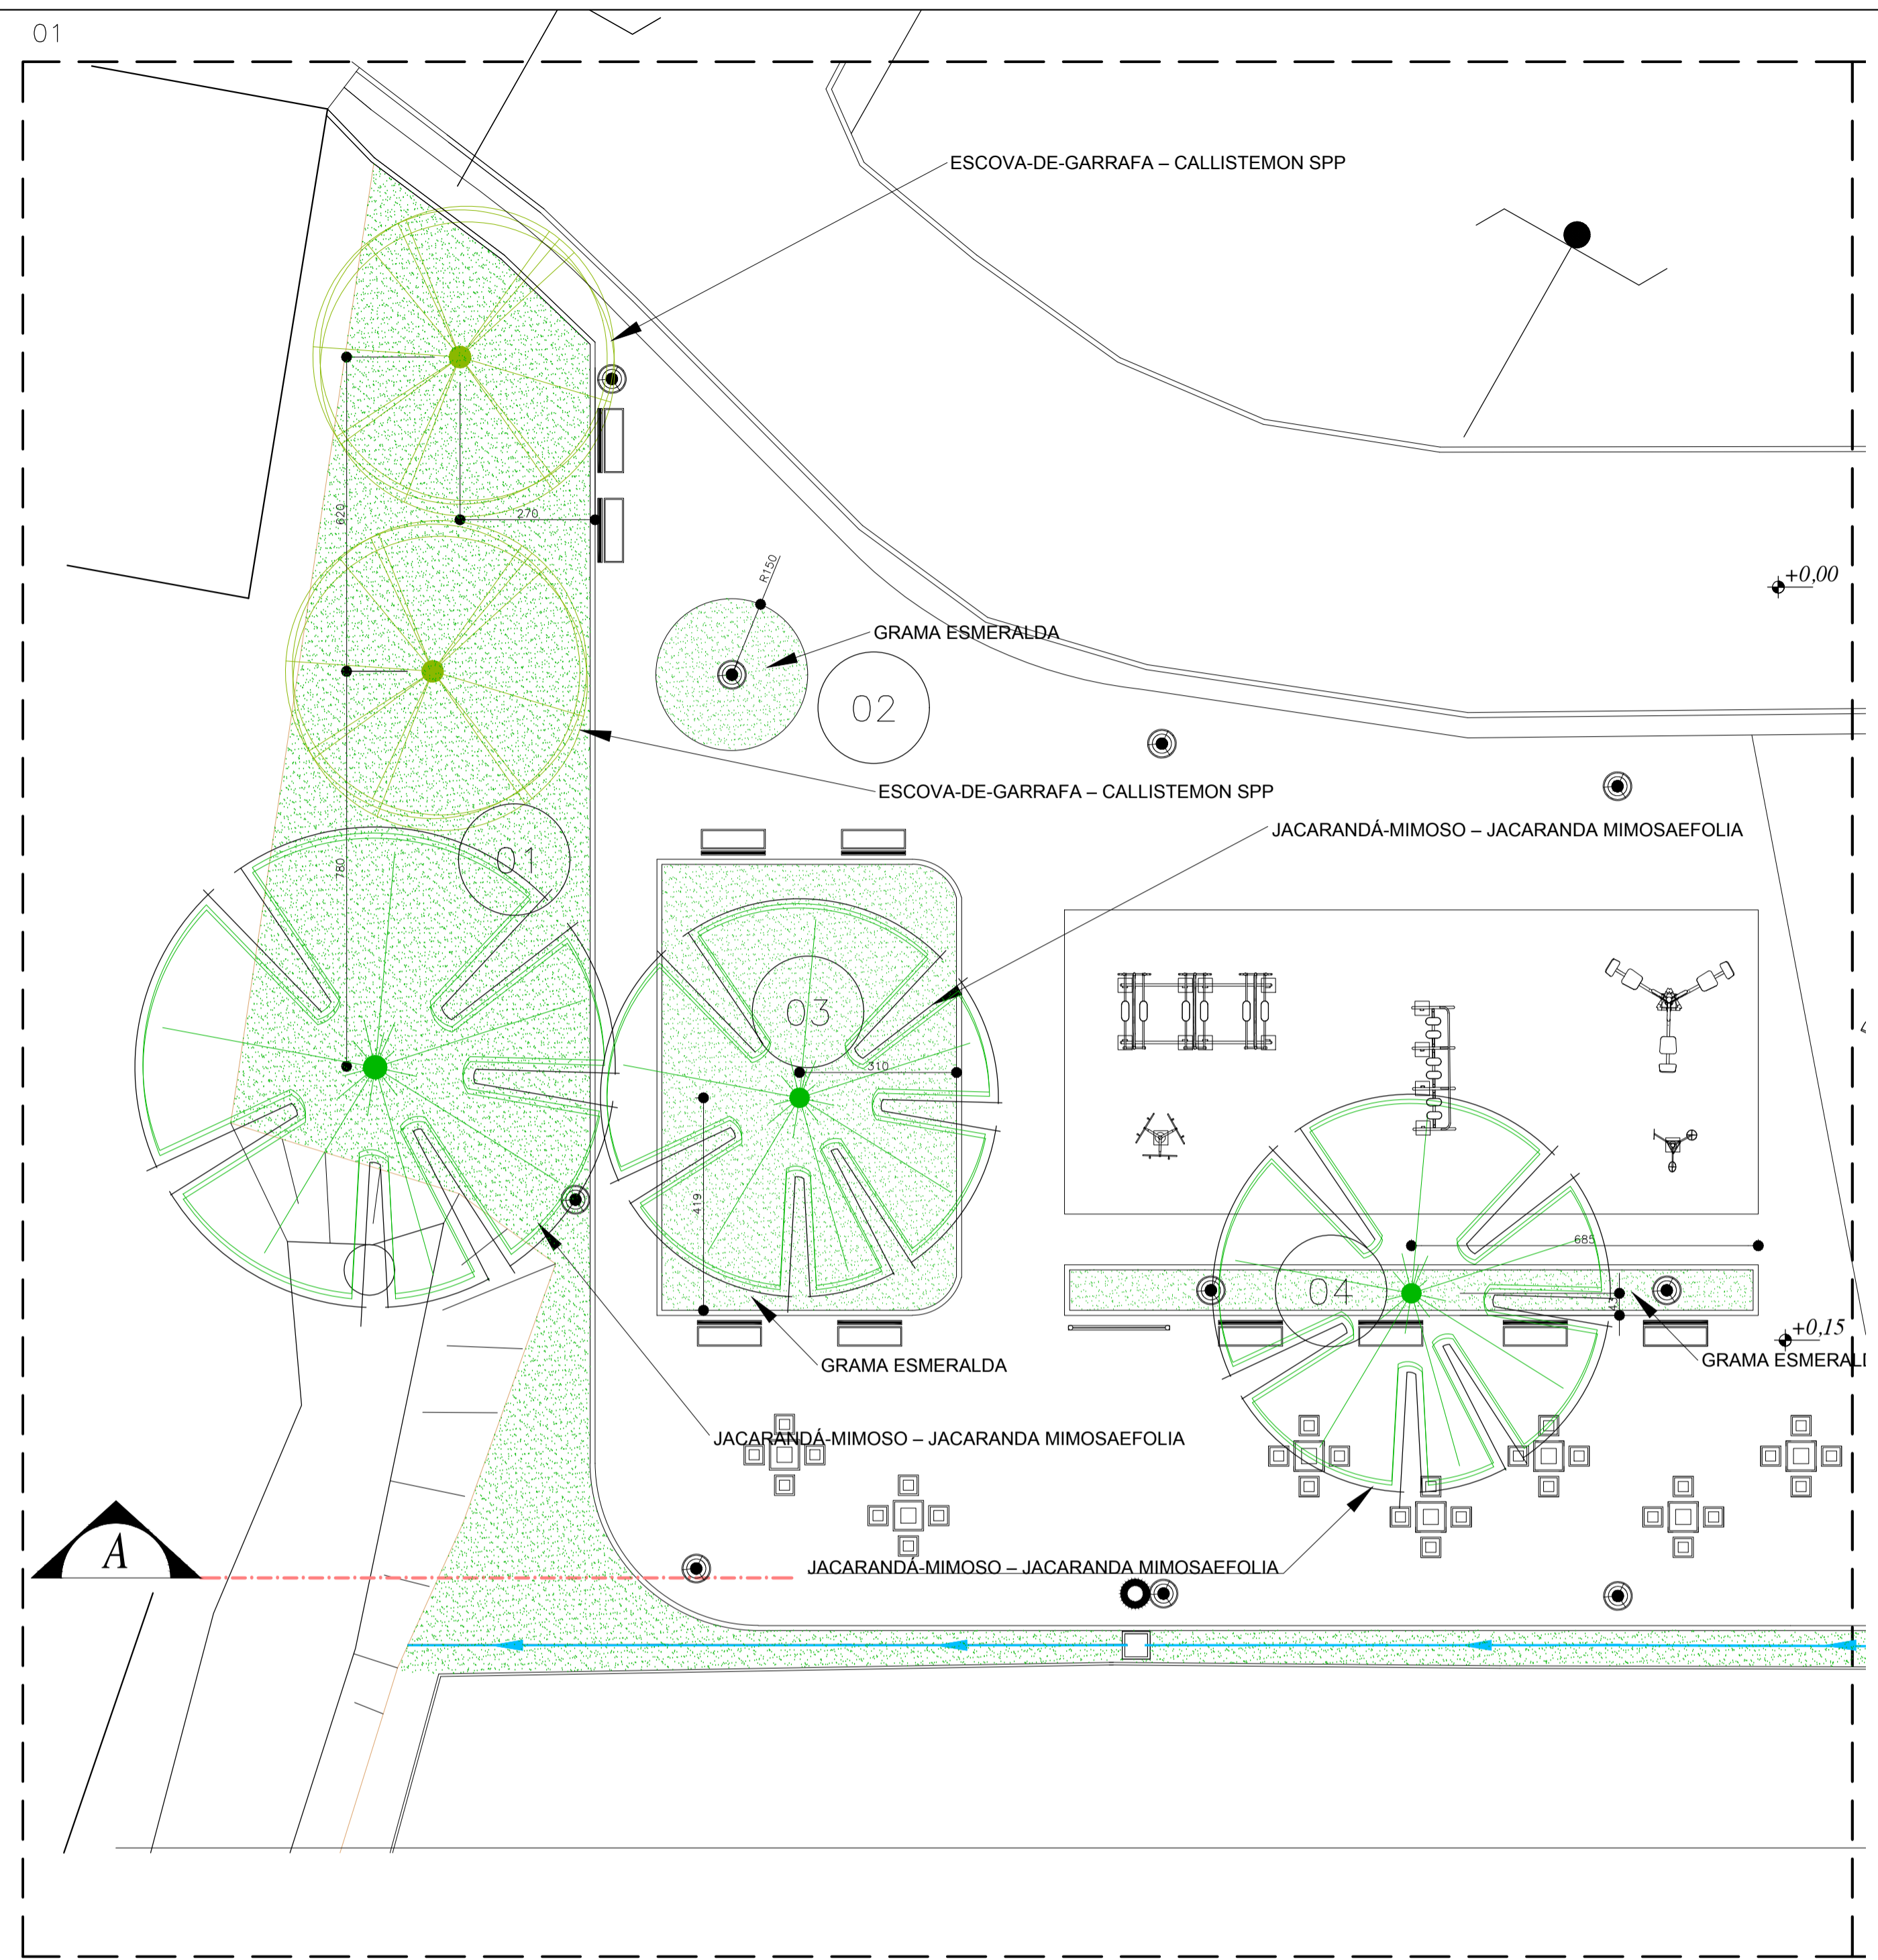 01
ESCOVA-DE-GARRAFA – CALLISTEMON SPP
620
270
R150
+0,00
GRAMA ESMERALDA
02
ESCOVA-DE-GARRAFA – CALLISTEMON SPP
JACARANDÁ-MIMOSO – JACARANDA MIMOSAEFOLIA
01
780
03
310
419
685
04
+0,15
GRAMA ESMERALDA
GRAMA ESMERAL
JACARANDÁ-MIMOSO – JACARANDA MIMOSAEFOLIA
A
JACARANDÁ-MIMOSO – JACARANDA MIMOSAEFOLIA